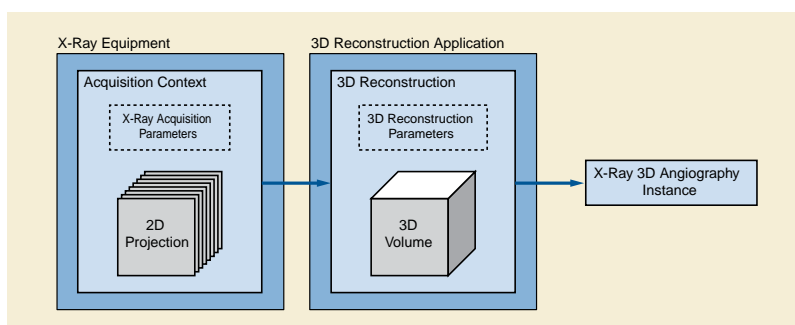 X-Ray Equipment
Acquisition Context
X-Ray Acquisition
Parameters
2D
Projection
3D Reconstruction Application
3D Reconstruction
3D Reconstruction
Parameters
3D
Volume
X-Ray 3D Angiography
Instance